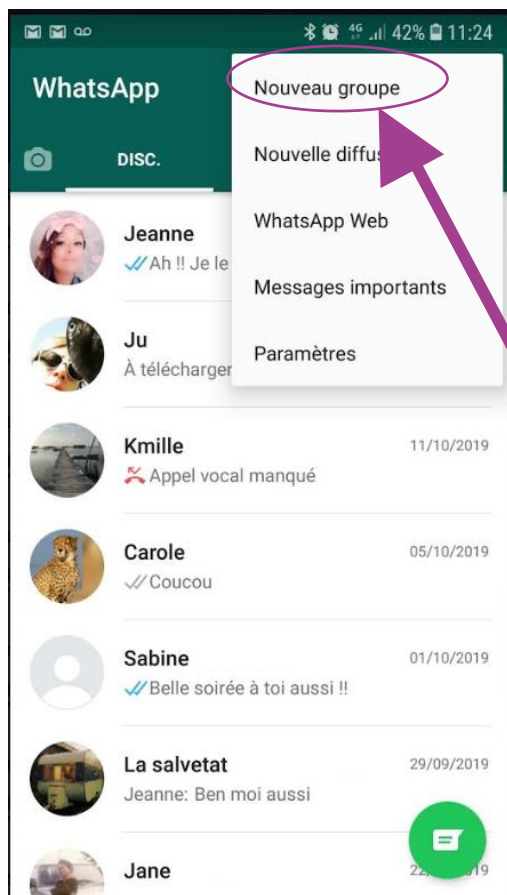 42% 11:24
WhatsApp
Nouveau groupe
DISC.
Nouvelle
WhatsApp Web
Messages importants
Paramètres
Jeanne
Ah !! Je le
Ju
À télécharger
Kmille 11/10/2019
Appel vocal manqué
Carole 05/10/2019
Coucou
Sabine 01/10/2019
Belle soirée à toi aussi !!
La salvetat 29/09/2019
Jeanne: Ben moi aussi
Jane